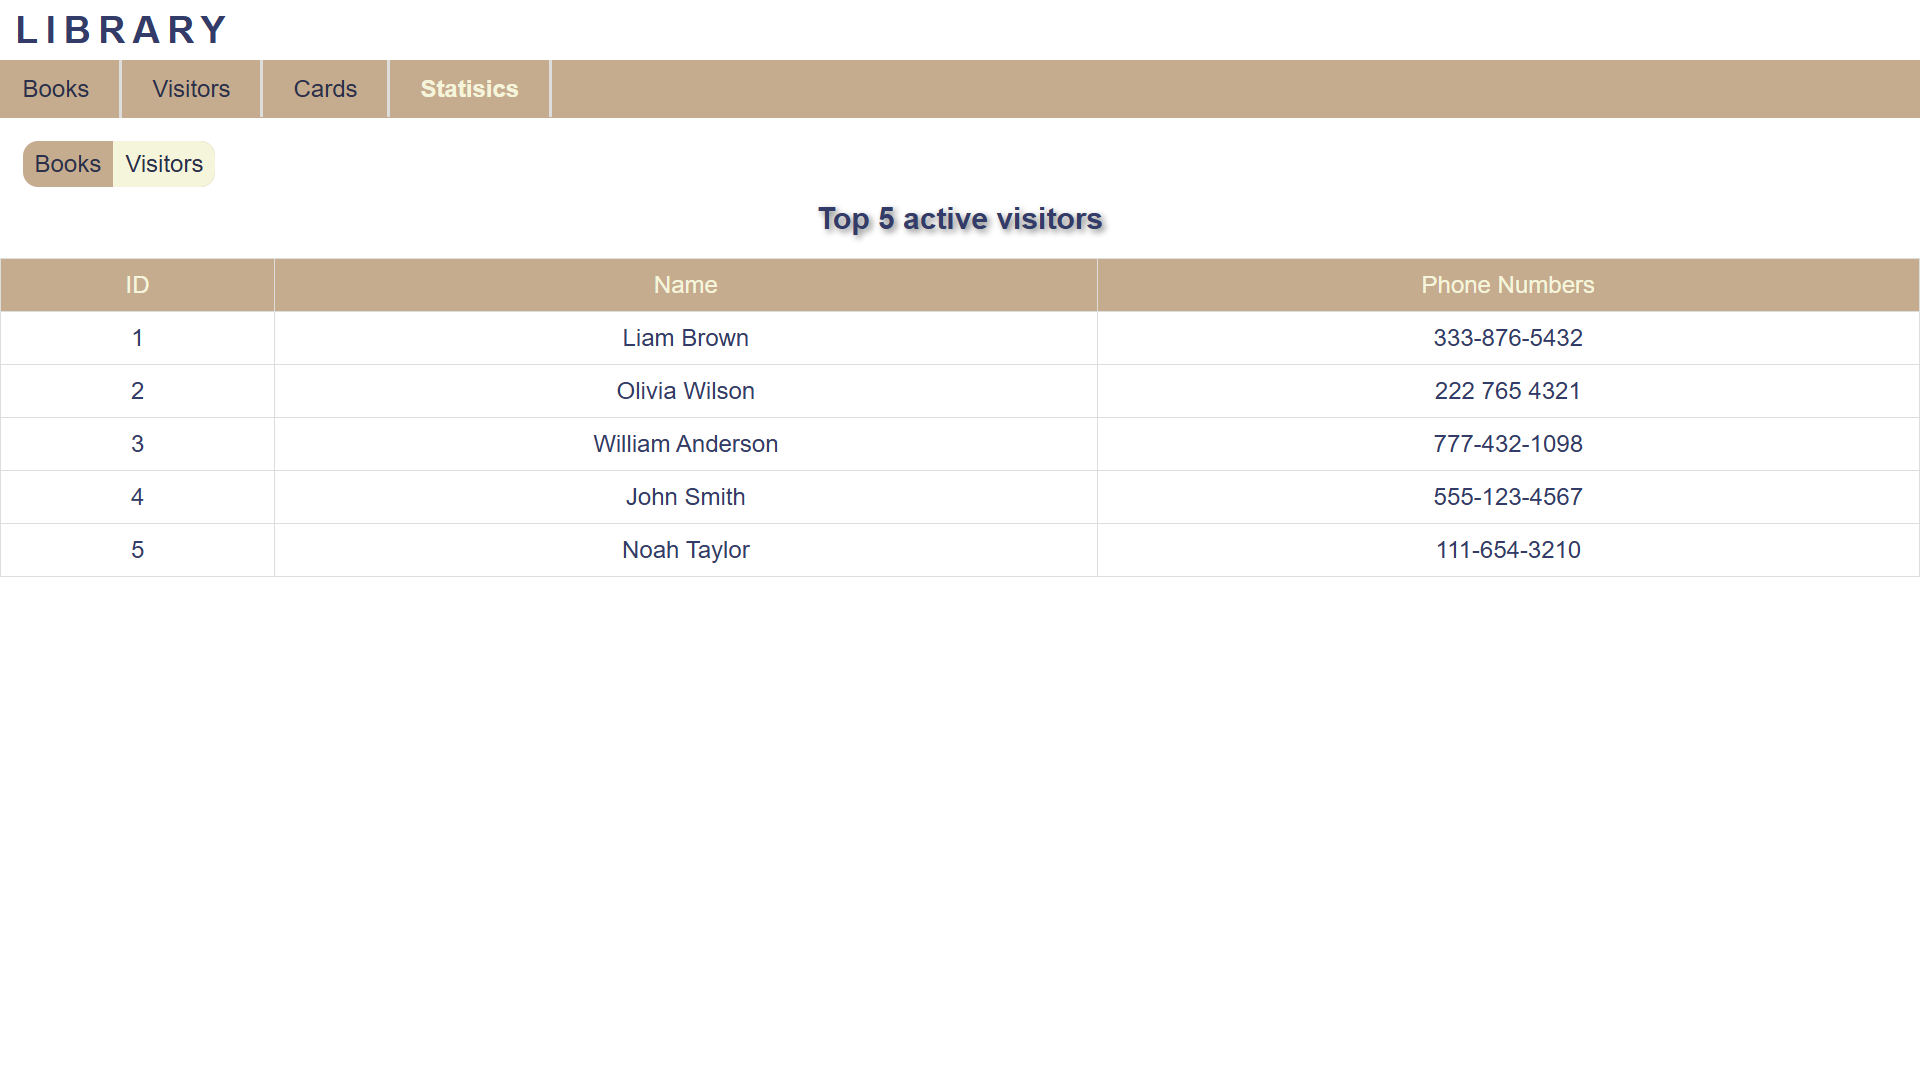 LIBRARY
Books Visitors Cards Statisics
Books Visitors
Top 5 active visitors
ID Name Phone Numbers
1 Liam Brown 333-876-5432
2 Olivia Wilson 222 765 4321
3 William Anderson 777-432-1098
4 John Smith 555-123-4567
5 Noah Taylor 111-654-3210